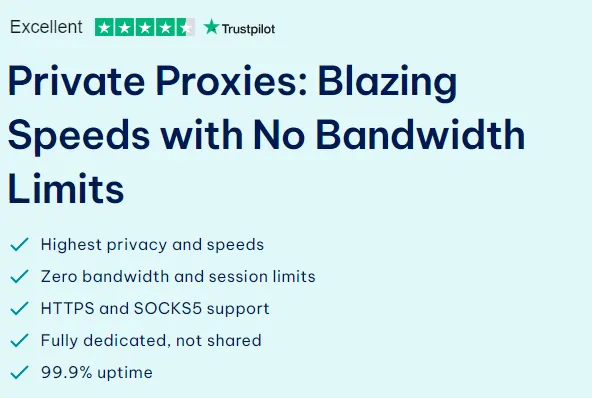 Excellent Trustpilot
Private Proxies: Blazing
Speeds with No Bandwidth
Limits
Highest privacy and speeds
Zero bandwidth and session limits
HTTPS and SOCKS5 support
Fully dedicated, not shared
99.9% uptime